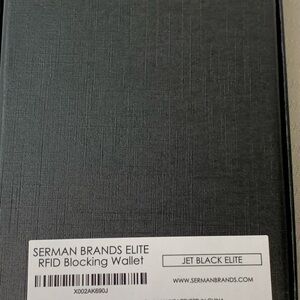 SERMAN BRANDS ELITE
RFID Blocking Wallet
JET BLACK ELITE
X002AK690J
WWW.SERMANBRANDS.COM